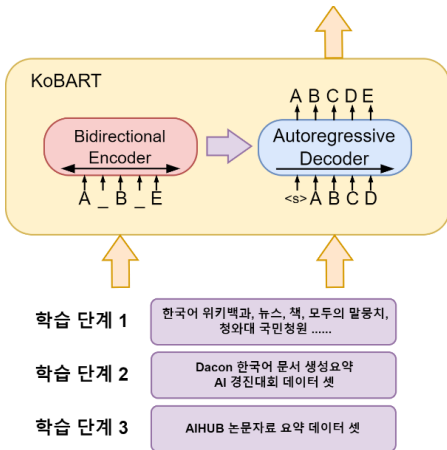 KoBART
A B C D E
Bidirectional
Encoder
Autoregressive
Decoder
A _ B _ E
<s> A B C D
학습 단계 1
한국어 위키백과, 뉴스, 책, 모두의 말뭉치,
청와대 국민청원 ......
학습 단계 2
Dacon 한국어 문서 생성요약
AI 경진대회 데이터 셋
학습 단계 3
AIHUB 논문자료 요약 데이터 셋